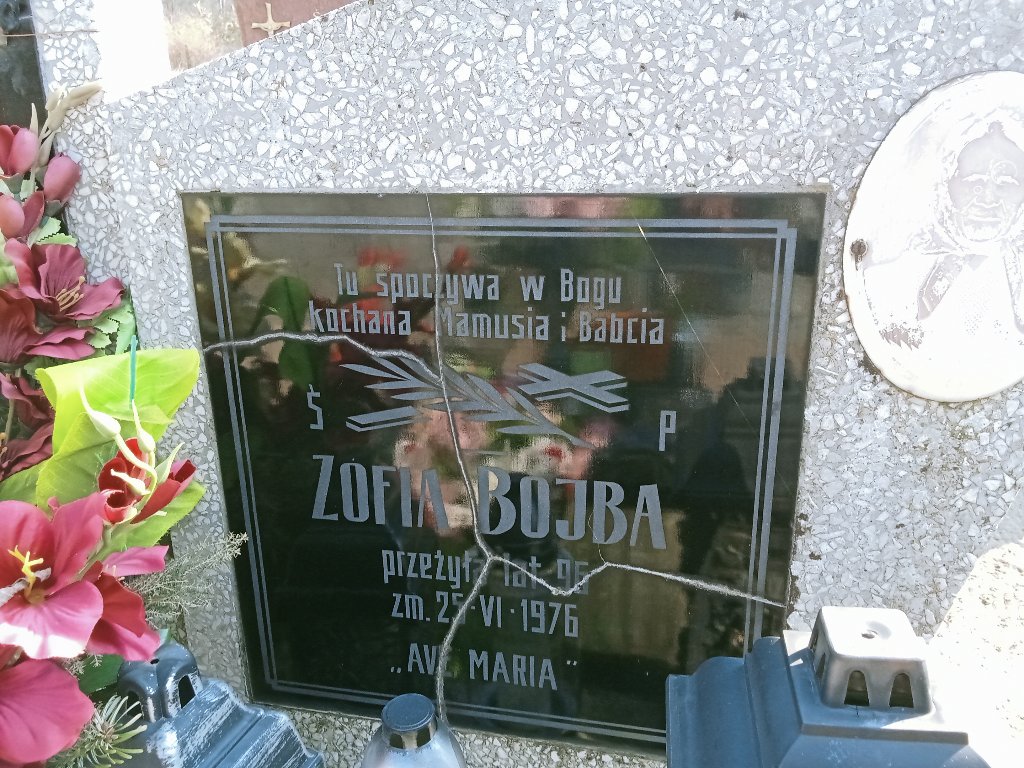 Tu spoczywa w Bogu
kochana Mamusia i Babcia
Ś P
ZOFIA BOJBA
przeżyła lat 96
zm. 25·VI·1976
„AVE MARIA”